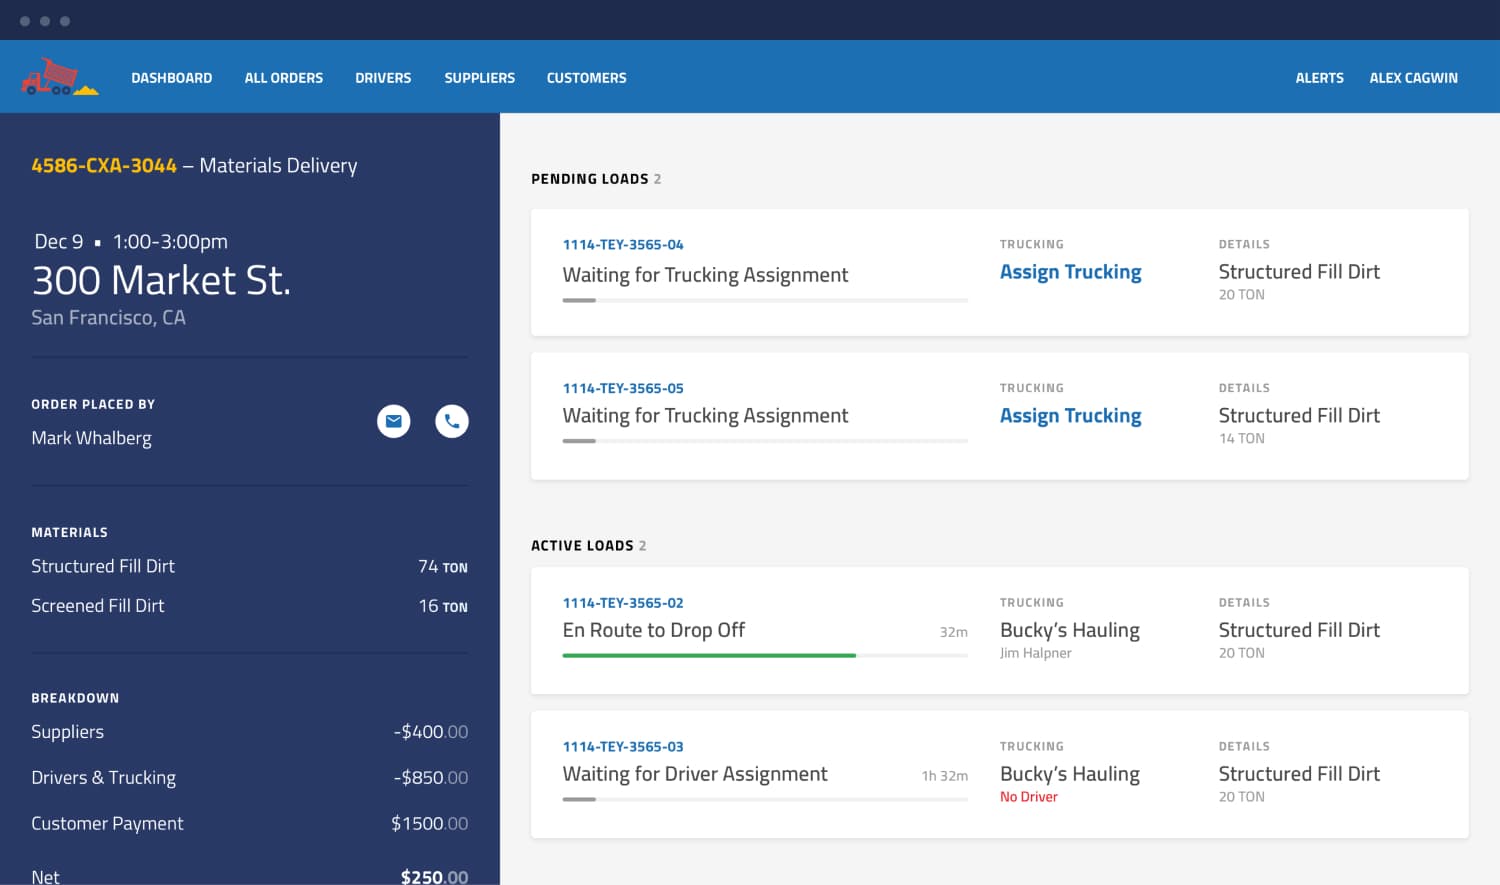 DASHBOARD ALL ORDERS DRIVERS SUPPLIERS CUSTOMERS ALERTS ALEX CAGWIN
4586-CXA-3044 – Materials Delivery
Dec 9 ▪ 1:00-3:00pm
300 Market St.
San Francisco, CA
ORDER PLACED BY
Mark Whalberg
MATERIALS
Structured Fill Dirt 74 TON
Screened Fill Dirt 16 TON
BREAKDOWN
Suppliers -$400.00
Drivers & Trucking -$850.00
Customer Payment $1500.00
Net $250.00
PENDING LOADS 2
1114-TEY-3565-04 TRUCKING DETAILS
Waiting for Trucking Assignment Assign Trucking Structured Fill Dirt
20 TON
1114-TEY-3565-05 TRUCKING DETAILS
Waiting for Trucking Assignment Assign Trucking Structured Fill Dirt
14 TON
ACTIVE LOADS 2
1114-TEY-3565-02 TRUCKING DETAILS
En Route to Drop Off 32m Bucky’s Hauling Structured Fill Dirt
Jim Halpner 20 TON
1114-TEY-3565-03 TRUCKING DETAILS
Waiting for Driver Assignment 1h 32m Bucky’s Hauling Structured Fill Dirt
No Driver 20 TON